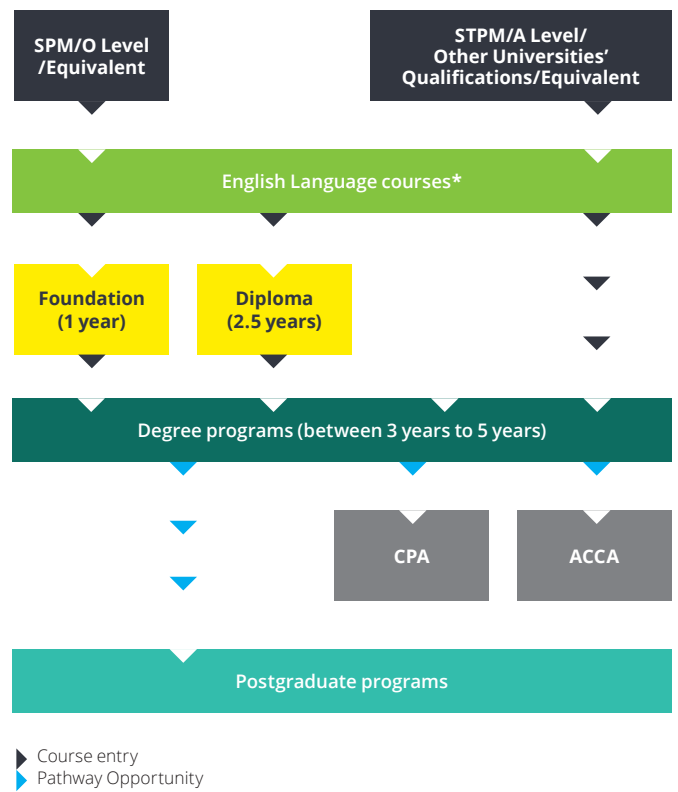 SPM/O Level
/Equivalent
STPM/A Level/
Other Universities’
Qualifications/Equivalent
English Language courses*
Foundation
(1 year)
Diploma
(2.5 years)
Degree programs (between 3 years to 5 years)
CPA
ACCA
Postgraduate programs
Course entry
Pathway Opportunity